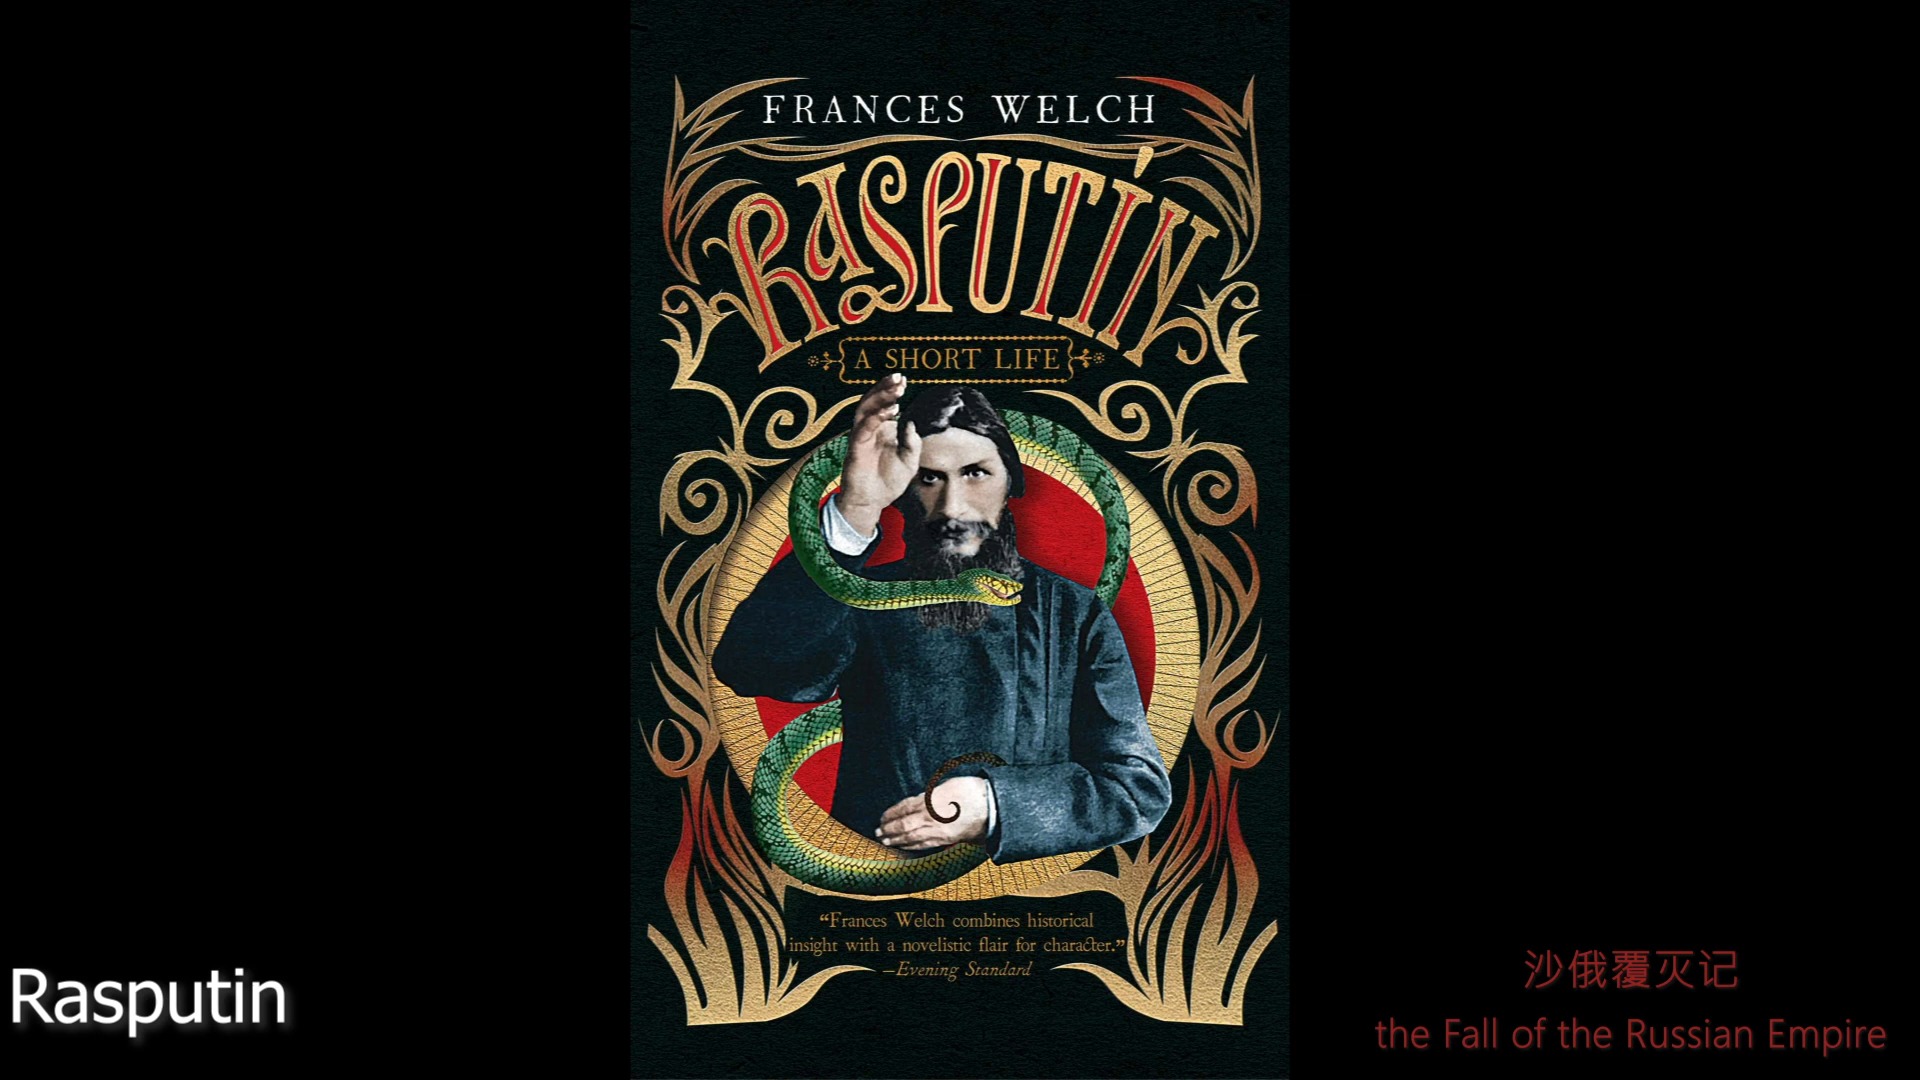 FRANCES WELCH
RASPUTÍN
A SHORT LIFE
“Frances Welch combines historical
insight with a novelistic flair for character.”
—Evening Standard
Rasputin
沙俄覆灭记
the Fall of the Russian Empire